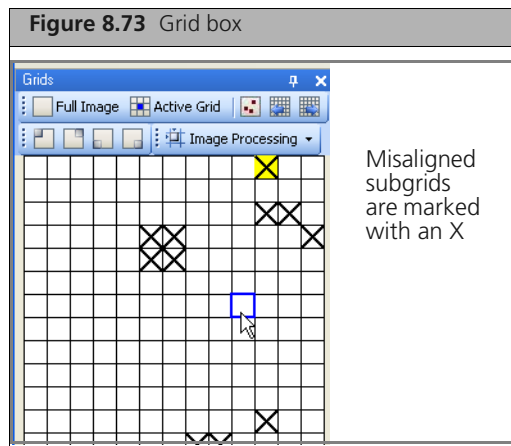 Figure 8.73 Grid box
Grids
Full Image Active Grid
Image Processing
Misaligned
subgrids
are marked
with an X